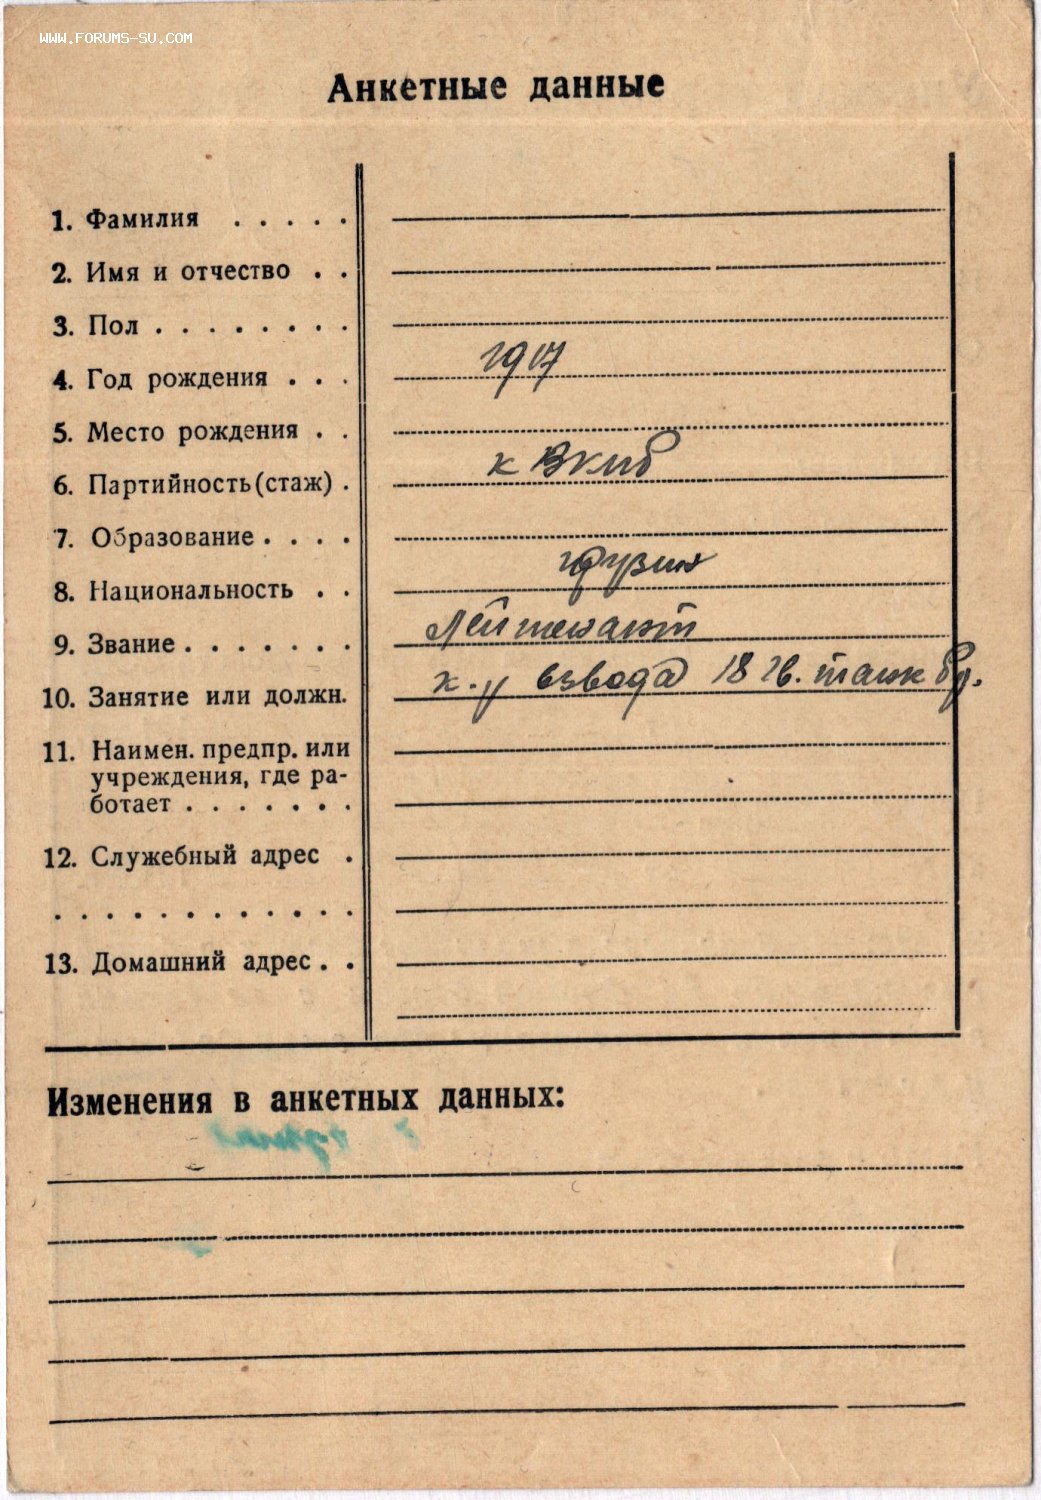 WWW.FORUMS-SU.COM
Анкетные данные
1. Фамилия . . . . .
2. Имя и отчество . .
3. Пол . . . . . . . .
4. Год рождения . . . 1917
5. Место рождения . .
6. Партийность (стаж) . к ВКПб
7. Образование . . . .
8. Национальность . . грузин
9. Звание . . . . . . . Лейтенант
10. Занятие или должн. к-р взвода 18 гв. танк бр.
11. Наимен. предпр. или
учреждения, где ра-
ботает . . . . . . .
12. Служебный адрес .
. . . . . . . . . . . .
13. Домашний адрес . .
Изменения в анкетных данных: